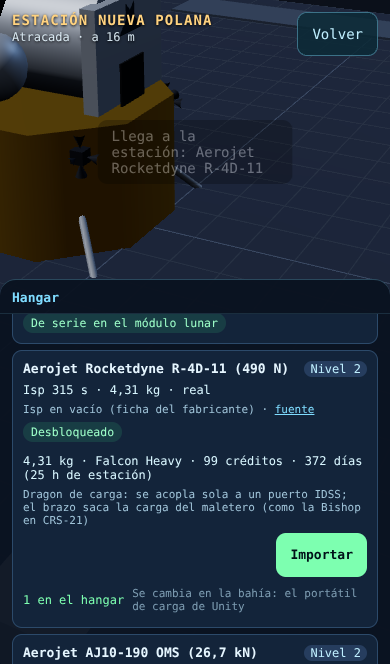 ESTACIÓN NUEVA POLANA
Atracada · a 16 m
Volver
Llega a la
estación: Aerojet
Rocketdyne R-4D-11
Hangar
De serie en el módulo lunar
Aerojet Rocketdyne R-4D-11 (490 N)
Nivel 2
Isp 315 s · 4,31 kg · real
Isp en vacío (ficha del fabricante) · fuente
Desbloqueado
4,31 kg · Falcon Heavy · 99 créditos · 372 días
(25 h de estación)
Dragon de carga: se acopla sola a un puerto IDSS;
el brazo saca la carga del maletero (como la Bishop
en CRS-21)
Importar
1 en el hangar
Se cambia en la bahía: el portátil
de carga de Unity
Aerojet AJ10-190 OMS (26,7 kN)
Nivel 2